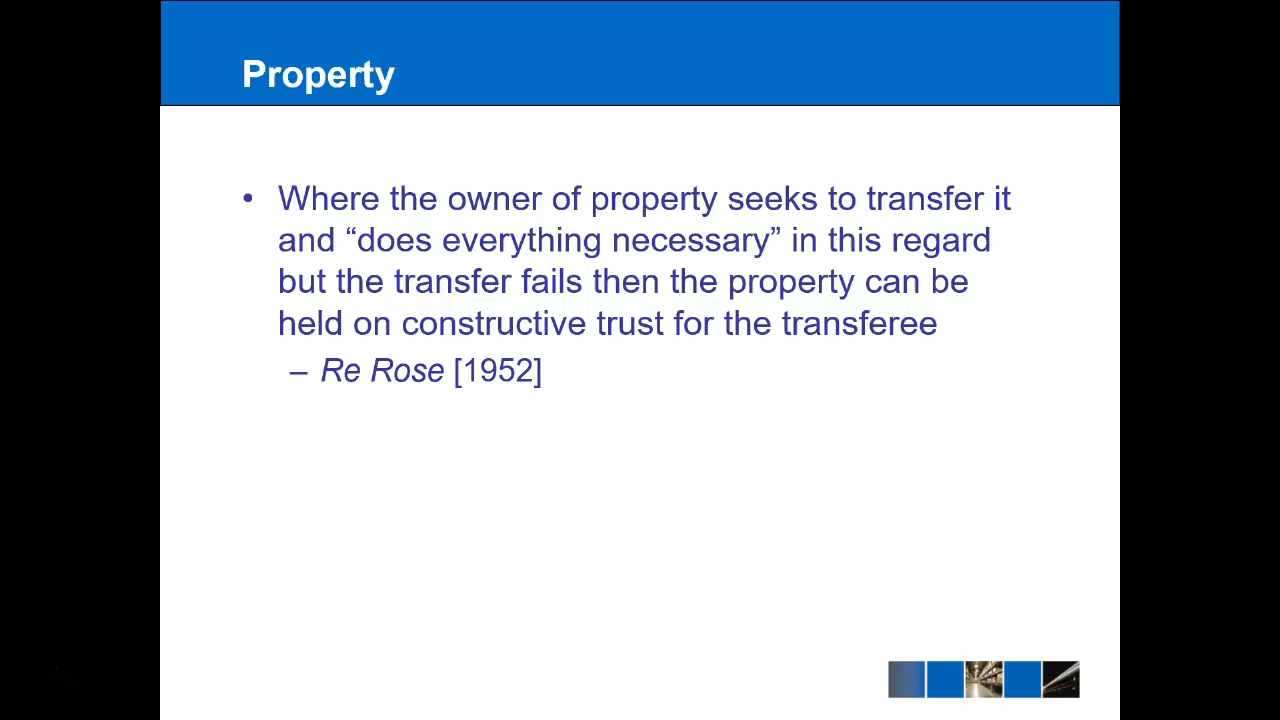 Property
• Where the owner of property seeks to transfer it
and “does everything necessary” in this regard
but the transfer fails then the property can be
held on constructive trust for the transferee
– Re Rose [1952]